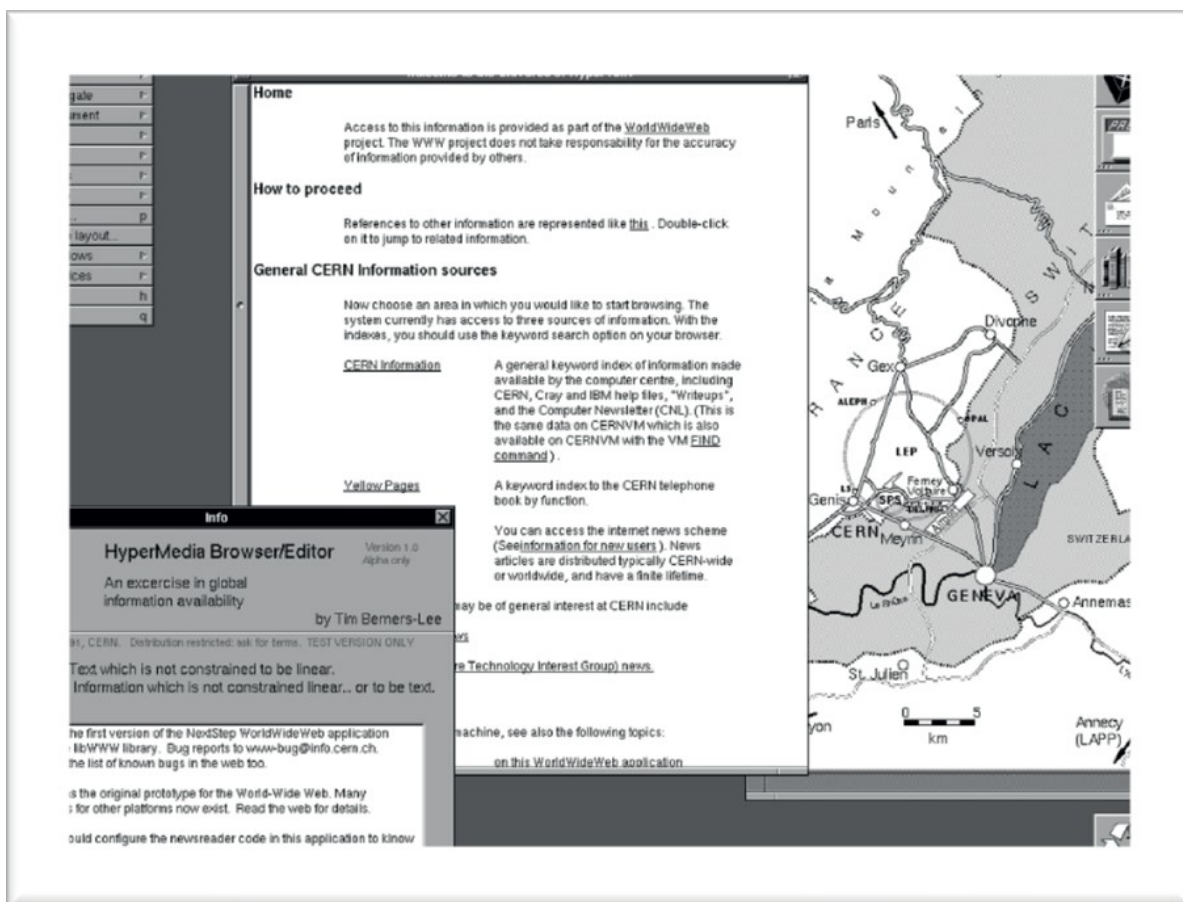 Home
Access to this information is provided as part of the WorldWideWeb
project. The WWW project does not take responsability for the accuracy
of information provided by others.
How to proceed
References to other information are represented like this . Double-click
on it to jump to related information.
General CERN Information sources
Now choose an area in which you would like to start browsing. The
system currently has access to three sources of information. With the
indexes, you should use the keyword search option on your browser.
CERN Information
A general keyword index of information made
available by the computer centre, including
CERN, Cray and IBM help files, "Writeups",
and the Computer Newsletter (CNL). (This is
the same data on CERNVM which is also
available on CERNVM with the VM FIND
command ) .
Yellow Pages
A keyword index to the CERN telephone
book by function.
You can access the internet news scheme
(Seeinformation for new users ). News
articles are distributed typically CERN-wide
or worldwide, and have a finite lifetime.
may be of general interest at CERN include
ws
re Technology Interest Group) news.
machine, see also the following topics:
on this WorldWideWeb application
gate
ument
p
layout...
ows
ices
h
q
Info
HyperMedia Browser/Editor
Version 1.0
Alpha only
An excercise in global
information availability
by Tim Berners-Lee
91, CERN. Distribution restricted: ask for terms. TEST VERSION ONLY
Text which is not constrained to be linear.
Information which is not constrained linear.. or to be text.
he first version of the NextStep WorldWideWeb application
libWWW library. Bug reports to www-bug@info.cern.ch.
the list of known bugs in the web too.
s the original prototype for the World-Wide Web. Many
s for other platforms now exist. Read the web for details.
ould configure the newsreader code in this application to kInow
Paris
Divonne
Gex
ALEPH
OPAL
LEP
Versoix
Ferney
Voltaire
L3
Genis
SPS
DELPHI
CERN
Meyrin
LAC
FRANCE
SWIT
SWITZERLA
GENEVA
Le Rhône
Annemas
St. Julien
0 5
km
yon
Annecy
(LAPP)